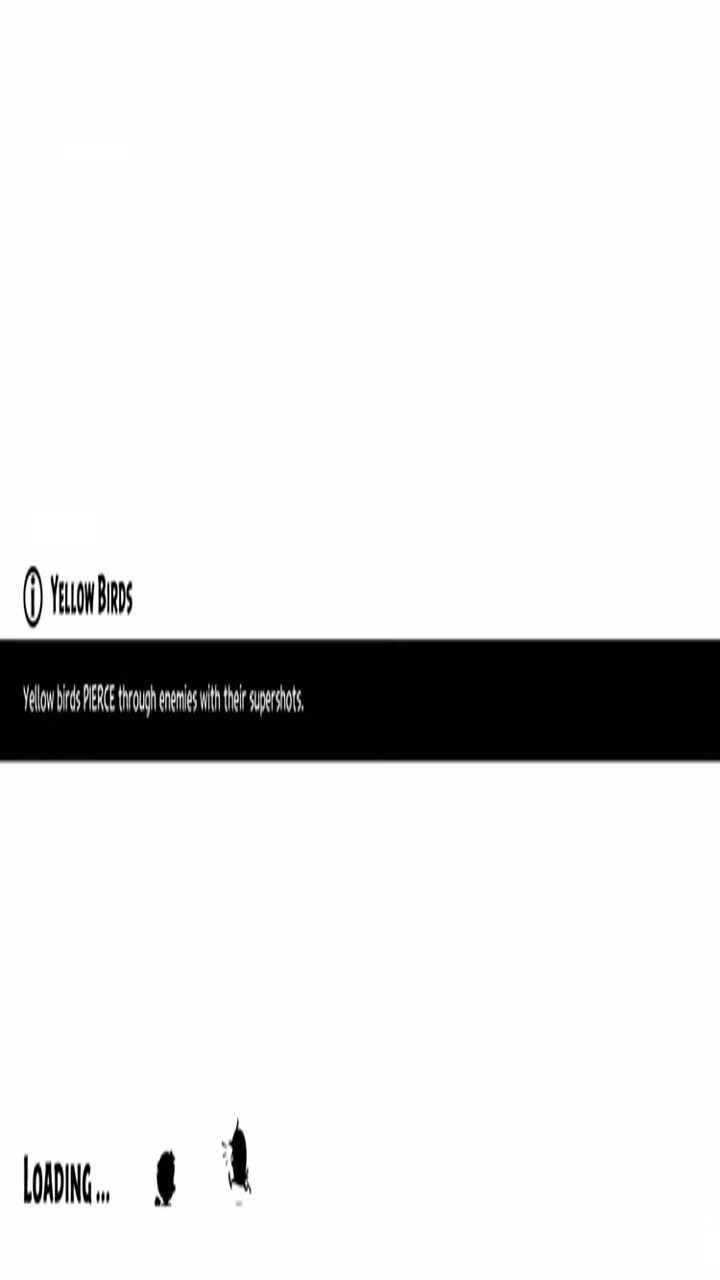 YELLOW BIRDS
Yellow birds PIERCE through enemies with their supershots.
LOADING ...